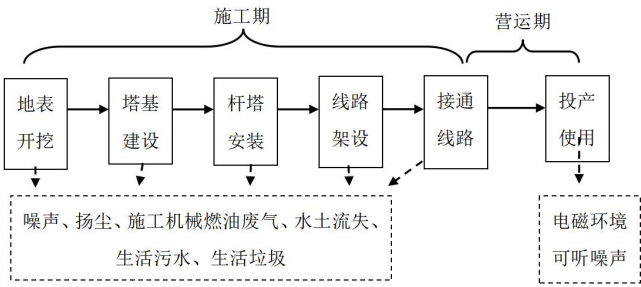 施工期
营运期
地表
开挖
塔基
建设
杆塔
安装
线路
架设
接通
线路
投产
使用
噪声、扬尘、施工机械燃油废气、水土流失、
生活污水、生活垃圾
电磁环境
可听噪声